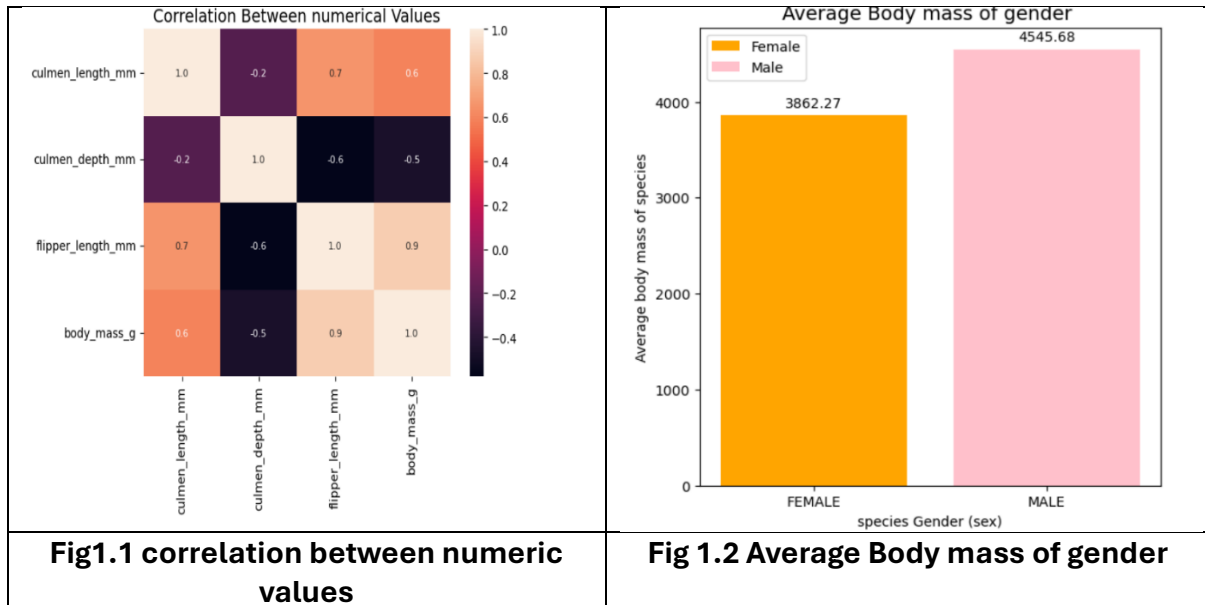 Correlation Between numerical Values
culmen_length_mm
1.0
-0.2
0.7
0.6
culmen_depth_mm
-0.2
1.0
-0.6
-0.5
flipper_length_mm
0.7
-0.6
1.0
0.9
body_mass_g
0.6
-0.5
0.9
1.0
culmen_length_mm
culmen_depth_mm
flipper_length_mm
body_mass_g
1.0
0.8
0.6
0.4
0.2
0.0
−0.2
−0.4
Average Body mass of gender
Female
Male
3862.27
4545.68
4000
3000
2000
1000
0
Average body mass of species
FEMALE
MALE
species Gender (sex)
Fig1.1 correlation between numeric
values
Fig 1.2 Average Body mass of gender